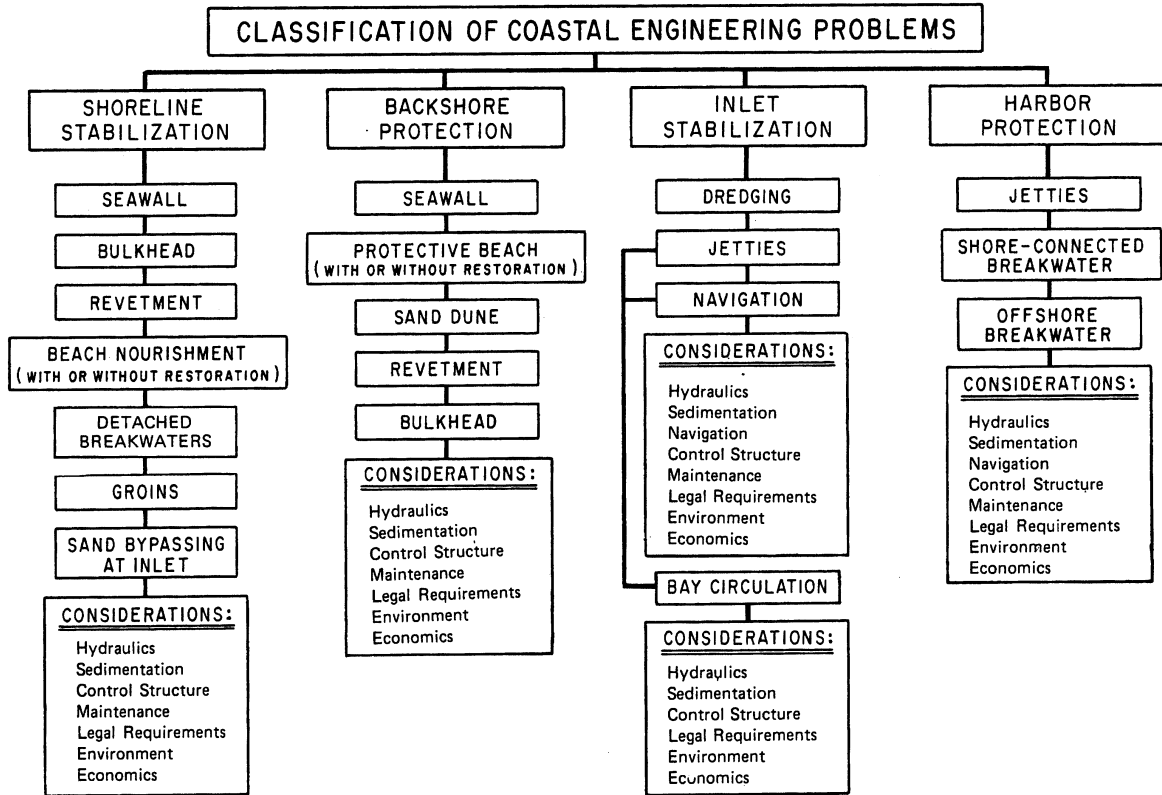 CLASSIFICATION OF COASTAL ENGINEERING PROBLEMS
SHORELINE
STABILIZATION
SEAWALL
BULKHEAD
REVETMENT
BEACH NOURISHMENT
(WITH OR WITHOUT RESTORATION)
DETACHED
BREAKWATERS
GROINS
SAND BYPASSING
AT INLET
CONSIDERATIONS:
Hydraulics
Sedimentation
Control Structure
Maintenance
Legal Requirements
Environment
Economics
BACKSHORE
PROTECTION
SEAWALL
PROTECTIVE BEACH
(WITH OR WITHOUT RESTORATION)
SAND DUNE
REVETMENT
BULKHEAD
CONSIDERATIONS:
Hydraulics
Sedimentation
Control Structure
Maintenance
Legal Requirements
Environment
Economics
INLET
STABILIZATION
DREDGING
JETTIES
NAVIGATION
CONSIDERATIONS:
Hydraulics
Sedimentation
Navigation
Control Structure
Maintenance
Legal Requirements
Environment
Economics
BAY CIRCULATION
CONSIDERATIONS:
Hydraulics
Sedimentation
Control Structure
Legal Requirements
Environment
Economics
HARBOR
PROTECTION
JETTIES
SHORE-CONNECTED
BREAKWATER
OFFSHORE
BREAKWATER
CONSIDERATIONS:
Hydraulics
Sedimentation
Navigation
Control Structure
Maintenance
Legal Requirements
Environment
Economics